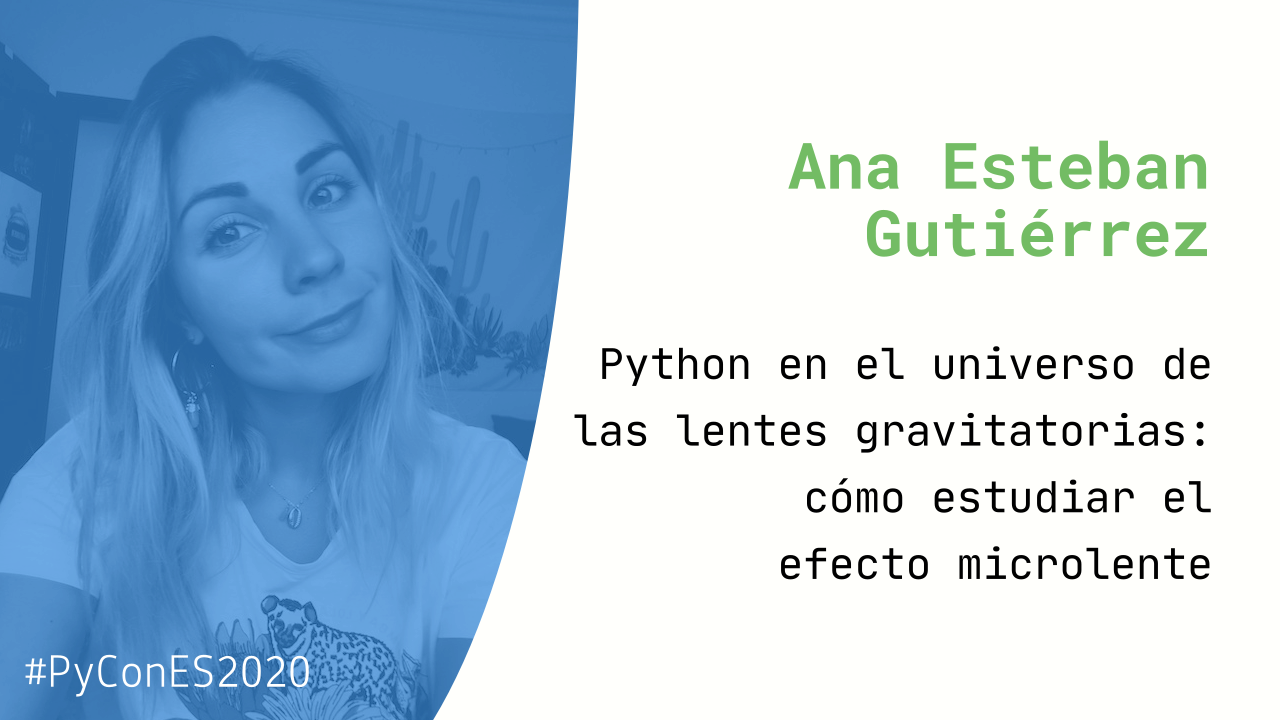 Ana Esteban
Gutiérrez
Python en el universo de
las lentes gravitatorias:
cómo estudiar el
efecto microlente
#PyConES2020